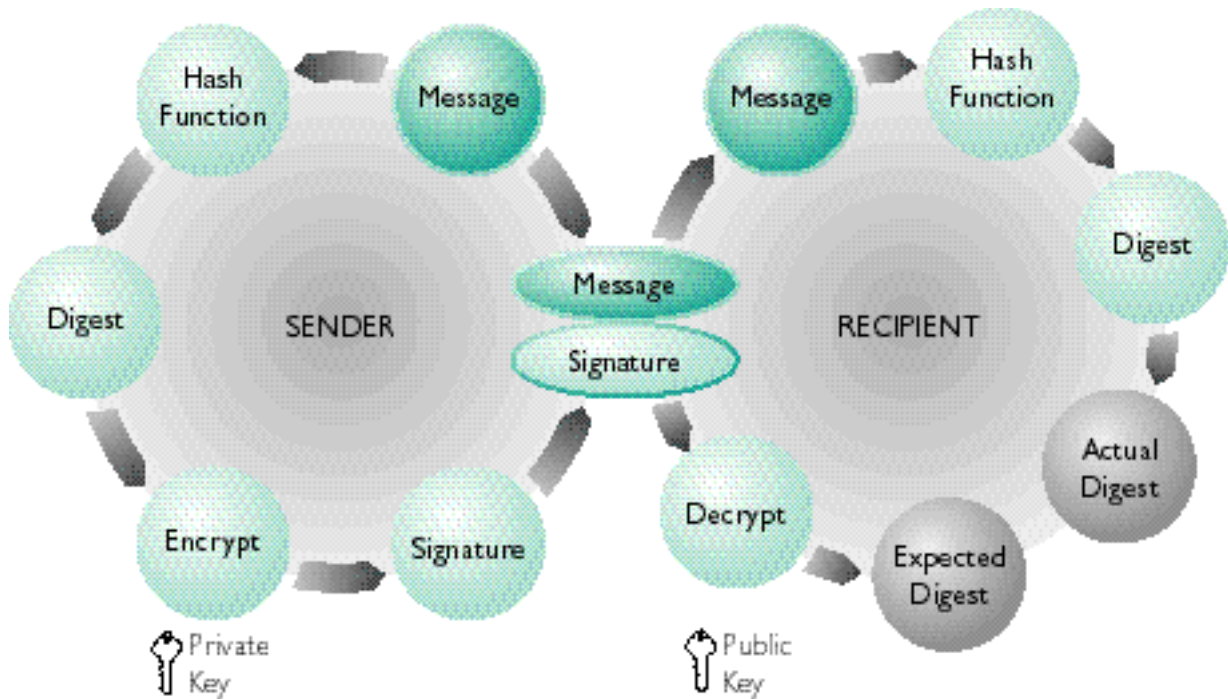 Hash
Function
Message
Digest
SENDER
Encrypt
Signature
Private
Key
Message
Signature
Message
Hash
Function
Digest
RECIPIENT
Actual
Digest
Decrypt
Expected
Digest
Public
Key